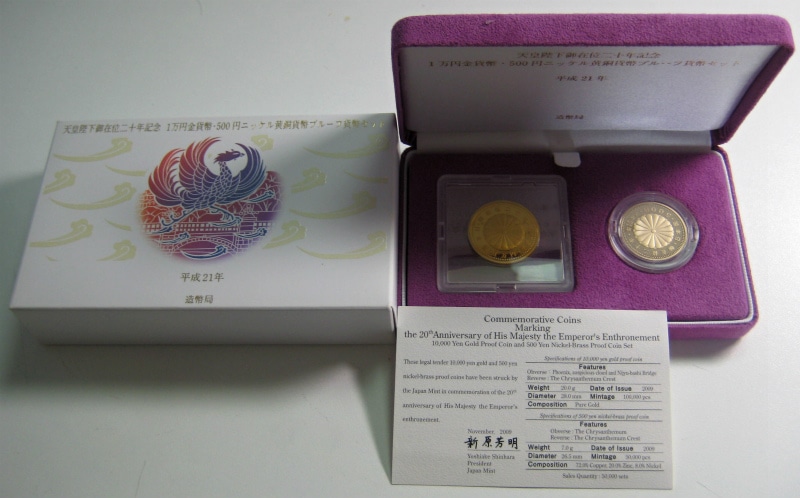 天皇陛下御在位二十年記念 1万円金貨幣・500円ニッケル黄銅貨幣プルーフ貨幣セット
平成21年
造幣局
天皇陛下御在位二十年記念
1万円金貨幣・500円ニッケル黄銅貨幣プルーフ貨幣セット
平成21年
造幣局
Commemorative Coins
Marking
the 20th Anniversary of His Majesty the Emperor's Enthronement
10,000 Yen Gold Proof Coin and 500 Yen Nickel-Brass Proof Coin Set
These legal tender 10,000 yen gold and 500 yen
nickel-brass proof coins have been struck by
the Japan Mint in commemoration of the 20th
anniversary of His Majesty the Emperor's
enthronement.
November, 2009
新原芳明
Yoshiaki Shinhara
President
Japan Mint
Specifications of 10,000 yen gold proof coin
Features
Obverse : Phoenix, auspicious cloud and Nijyu-bashi Bridge
Reverse : The Chrysanthemum Crest
Weight 20.0 g Date of Issue 2009
Diameter 28.0 mm Mintage 100,000 pcs
Composition Pure Gold
Specifications of 500 yen nickel-brass proof coin
Features
Obverse : The Chrysanthemum
Reverse : The Chrysanthemum Crest
Weight 7.0 g Date of Issue 2009
Diameter 26.5 mm Mintage 50,000 pcs
Composition 72.0% Copper, 20.0% Zinc, 8.0% Nickel
Sales Quantity : 50,000 sets